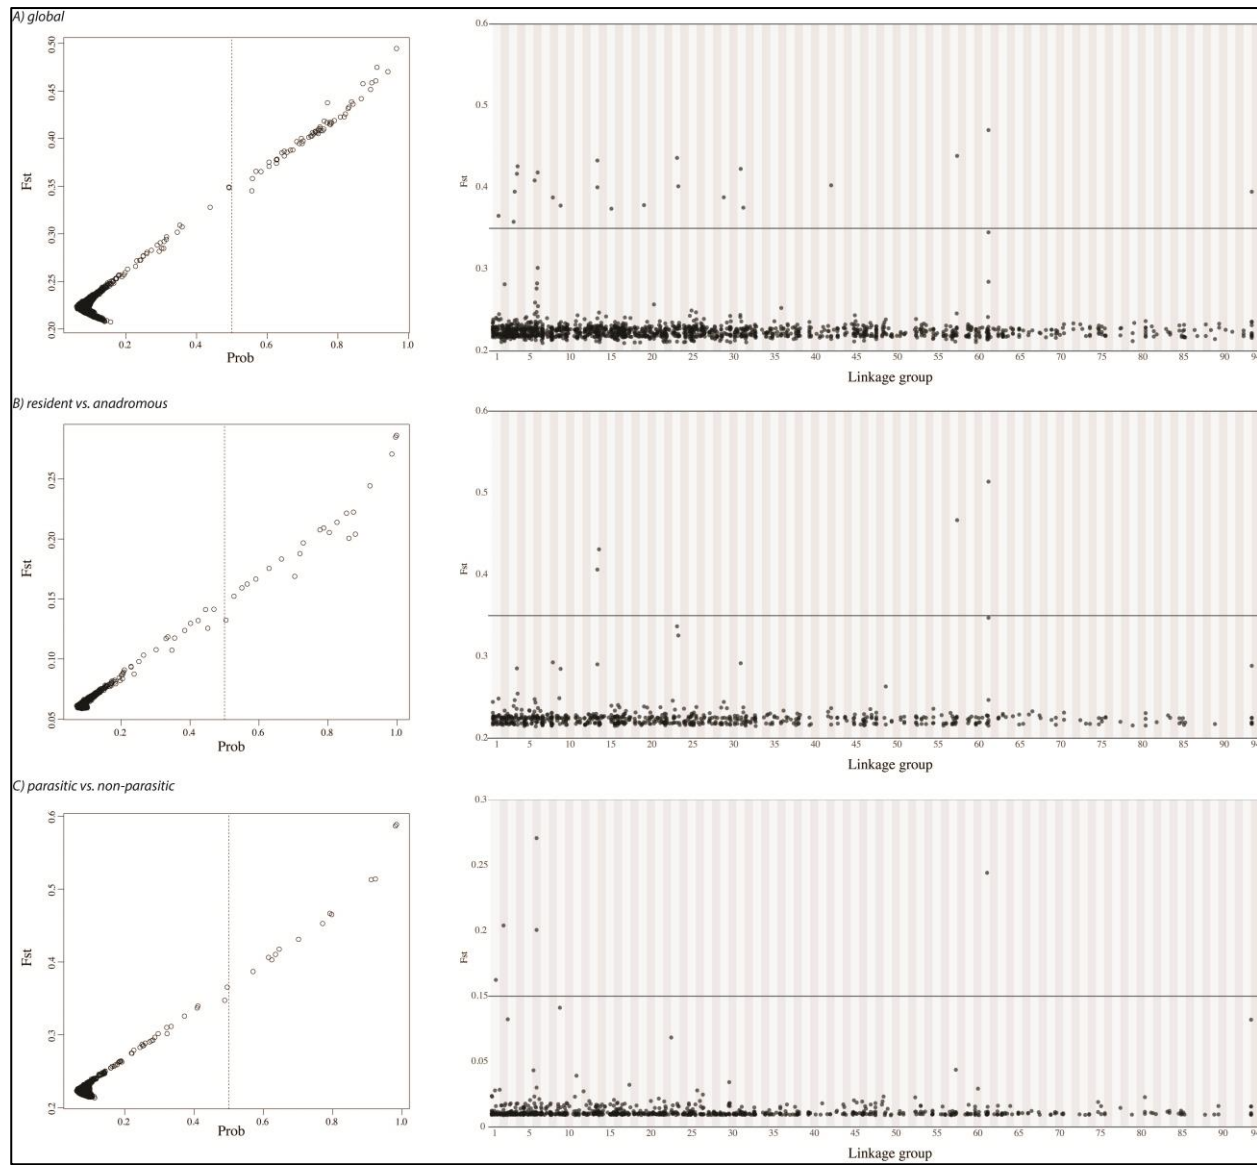 A) global
0.50
0.45
0.40
0.35
0.30
0.25
0.20
Fst
0.2 0.4 0.6 0.8 1.0
Prob
0.6
0.5
0.4
0.3
0.2
Fst
1 5 10 15 20 25 30 35 40 45 50 55 60 65 70 75 80 85 90 94
Linkage group
B) resident vs. anadromous
0.25
0.20
0.15
0.10
0.05
Fst
0.2 0.4 0.6 0.8 1.0
Prob
0.6
0.5
0.4
0.3
0.2
Fst
1 5 10 15 20 25 30 35 40 45 50 55 60 65 70 75 80 85 90 94
Linkage group
C) parasitic vs. non-parasitic
0.6
0.5
0.4
0.3
0.2
Fst
0.2 0.4 0.6 0.8 1.0
Prob
0.3
0.25
0.2
0.15
0.1
0.05
0
Fst
1 5 10 15 20 25 30 35 40 45 50 55 60 65 70 75 80 85 90 94
Linkage group